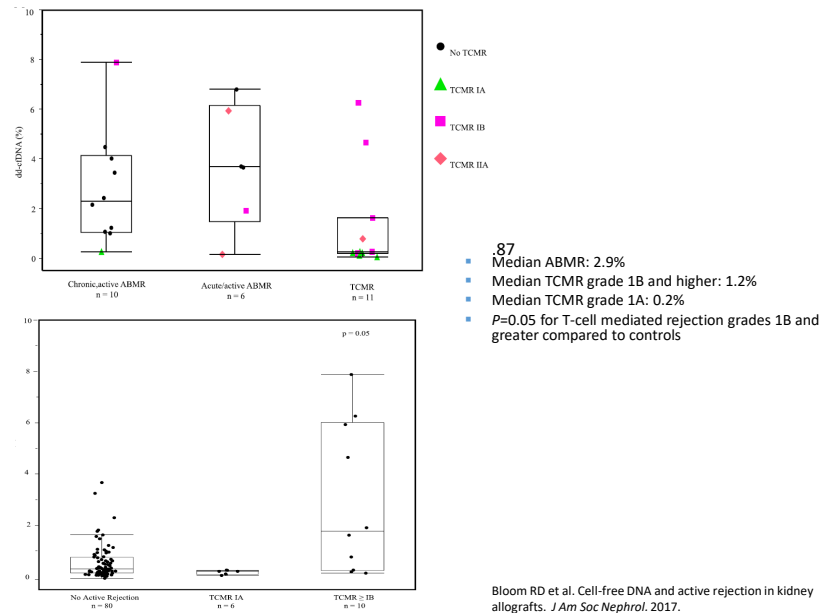 10
8
6
4
2
0
dd-cfDNA (%)
Chronic,active ABMR
n = 10
Acute/active ABMR
n = 6
TCMR
n = 11
No TCMR
TCMR IA
TCMR IB
TCMR IIA
.87
Median ABMR: 2.9%
Median TCMR grade 1B and higher: 1.2%
Median TCMR grade 1A: 0.2%
P=0.05 for T-cell mediated rejection grades 1B and
greater compared to controls
10
8
6
4
2
0
p = 0.05
No Active Rejection
n = 80
TCMR IA
n = 6
TCMR ≥ IB
n = 10
Bloom RD et al. Cell-free DNA and active rejection in kidney
allografts. J Am Soc Nephrol. 2017.